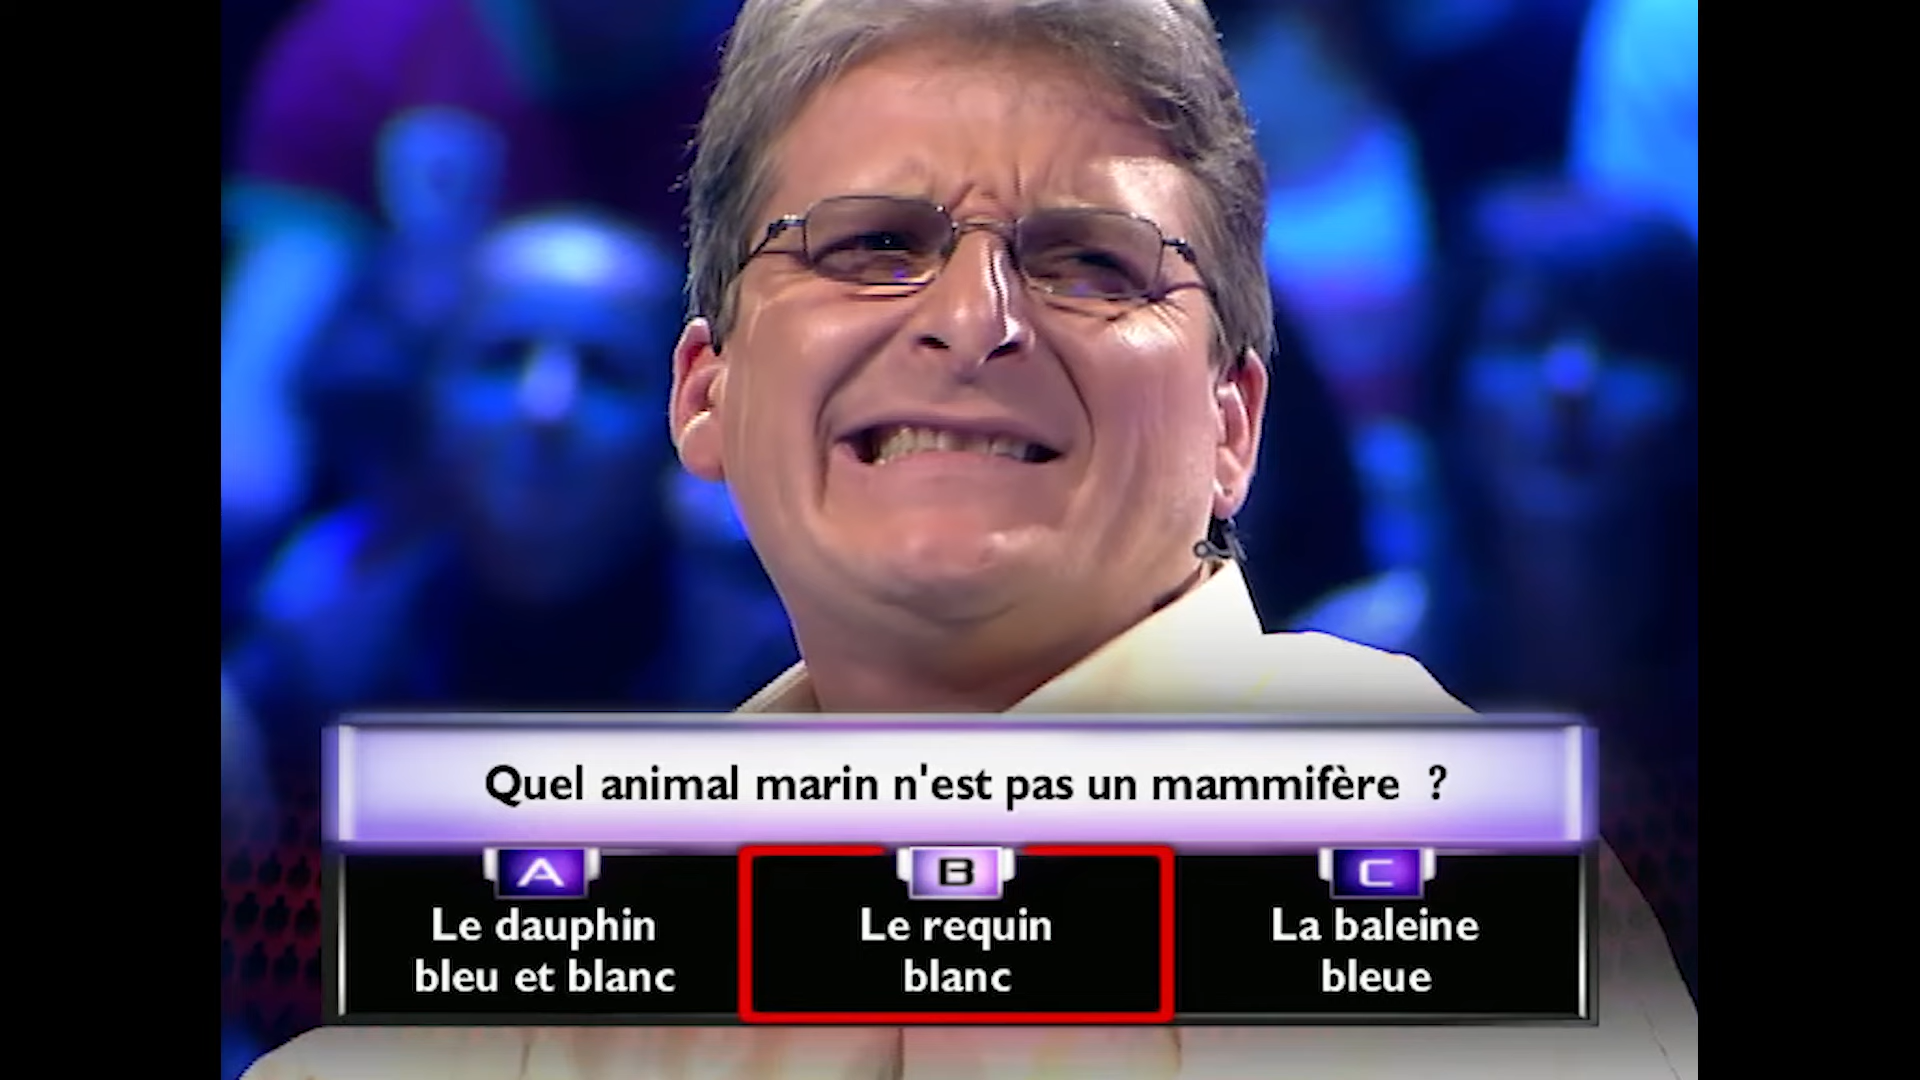 Quel animal marin n'est pas un mammifère ?
A
Le dauphin
bleu et blanc
B
Le requin
blanc
C
La baleine
bleue